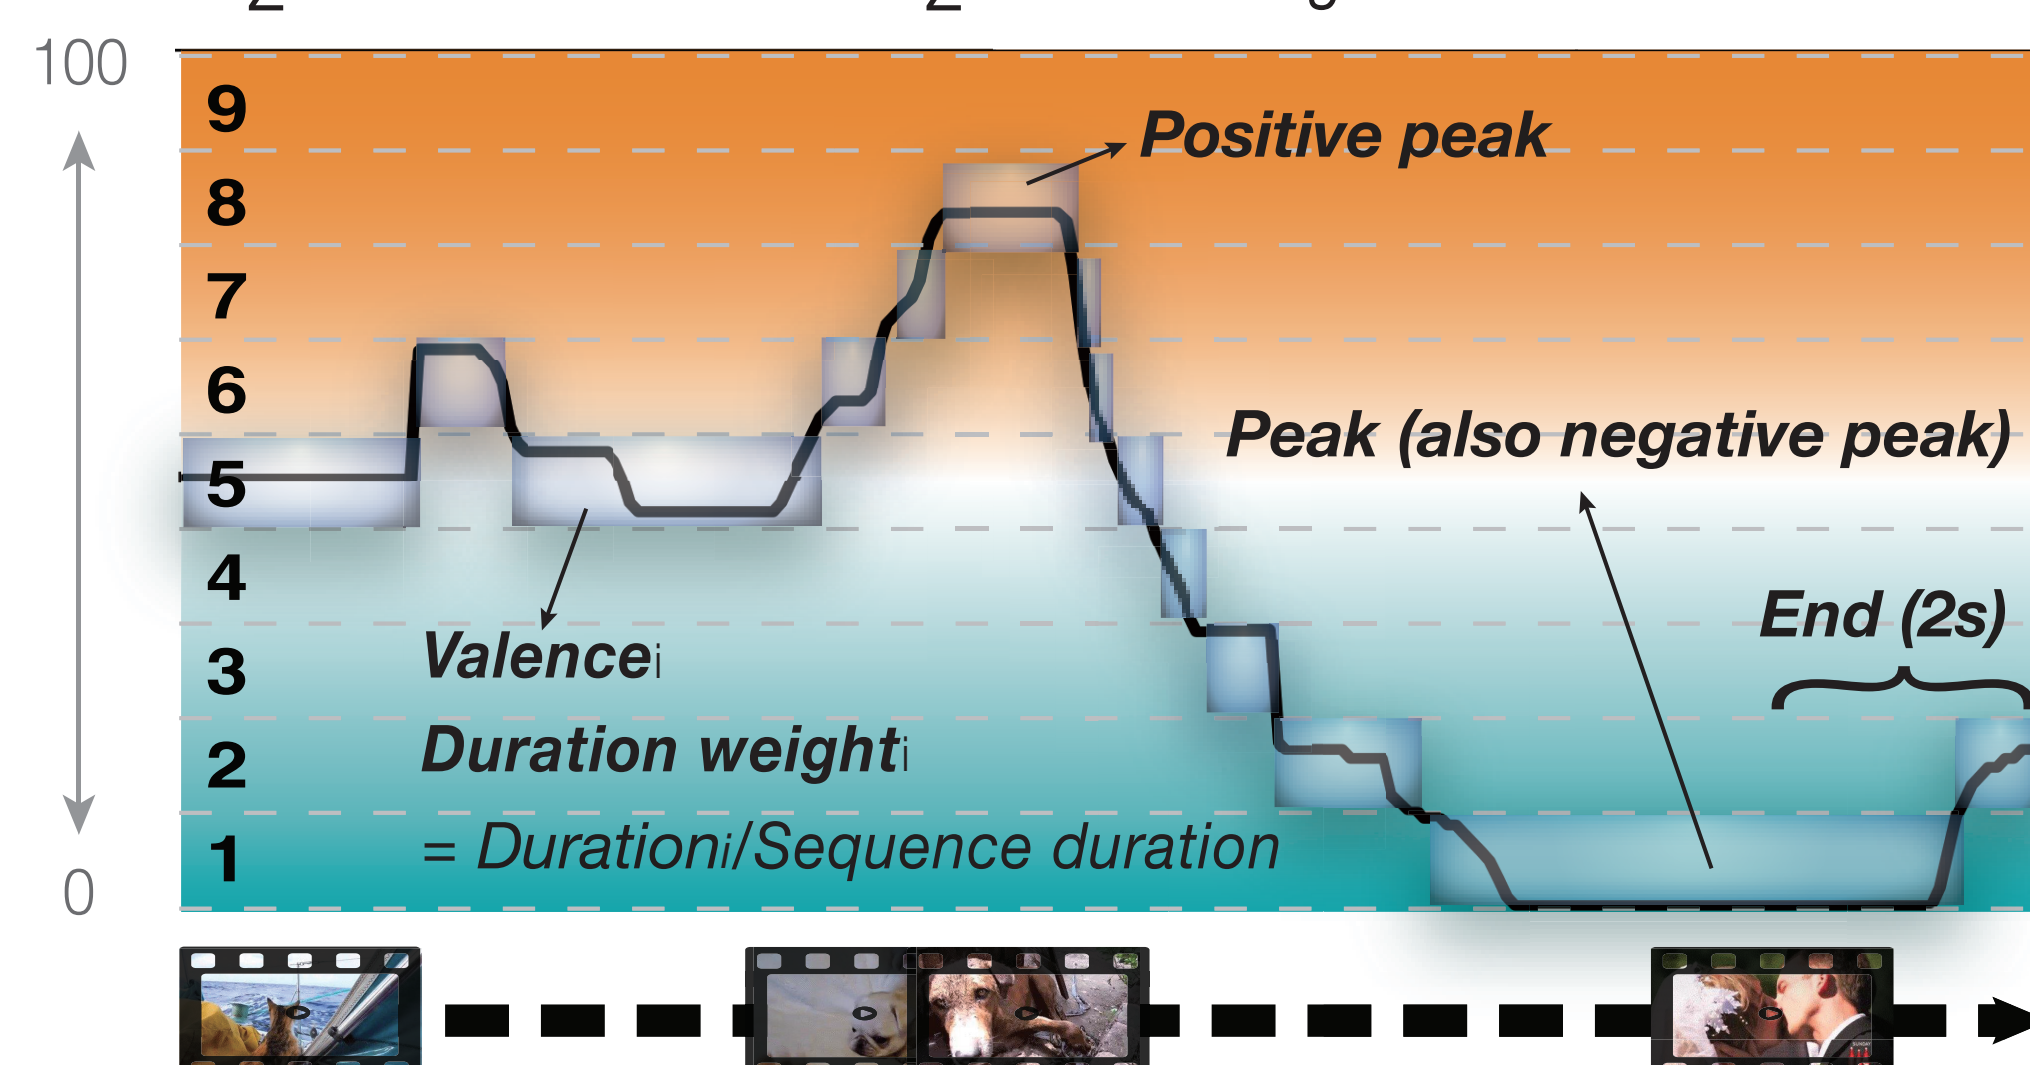 100
9
Positive peak
8
7
6
Peak (also negative peak)
5
4
End (2s)
Valencei
3
Duration weighti
2
= Durationi/Sequence duration
1
0